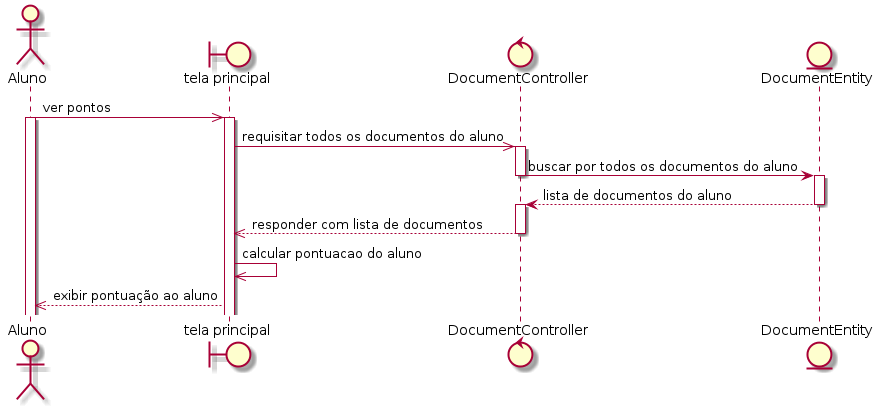 Aluno
tela principal
DocumentController
DocumentEntity
ver pontos
requisitar todos os documentos do aluno
buscar por todos os documentos do aluno
lista de documentos do aluno
responder com lista de documentos
calcular pontuacao do aluno
exibir pontuação ao aluno
Aluno
tela principal
DocumentController
DocumentEntity